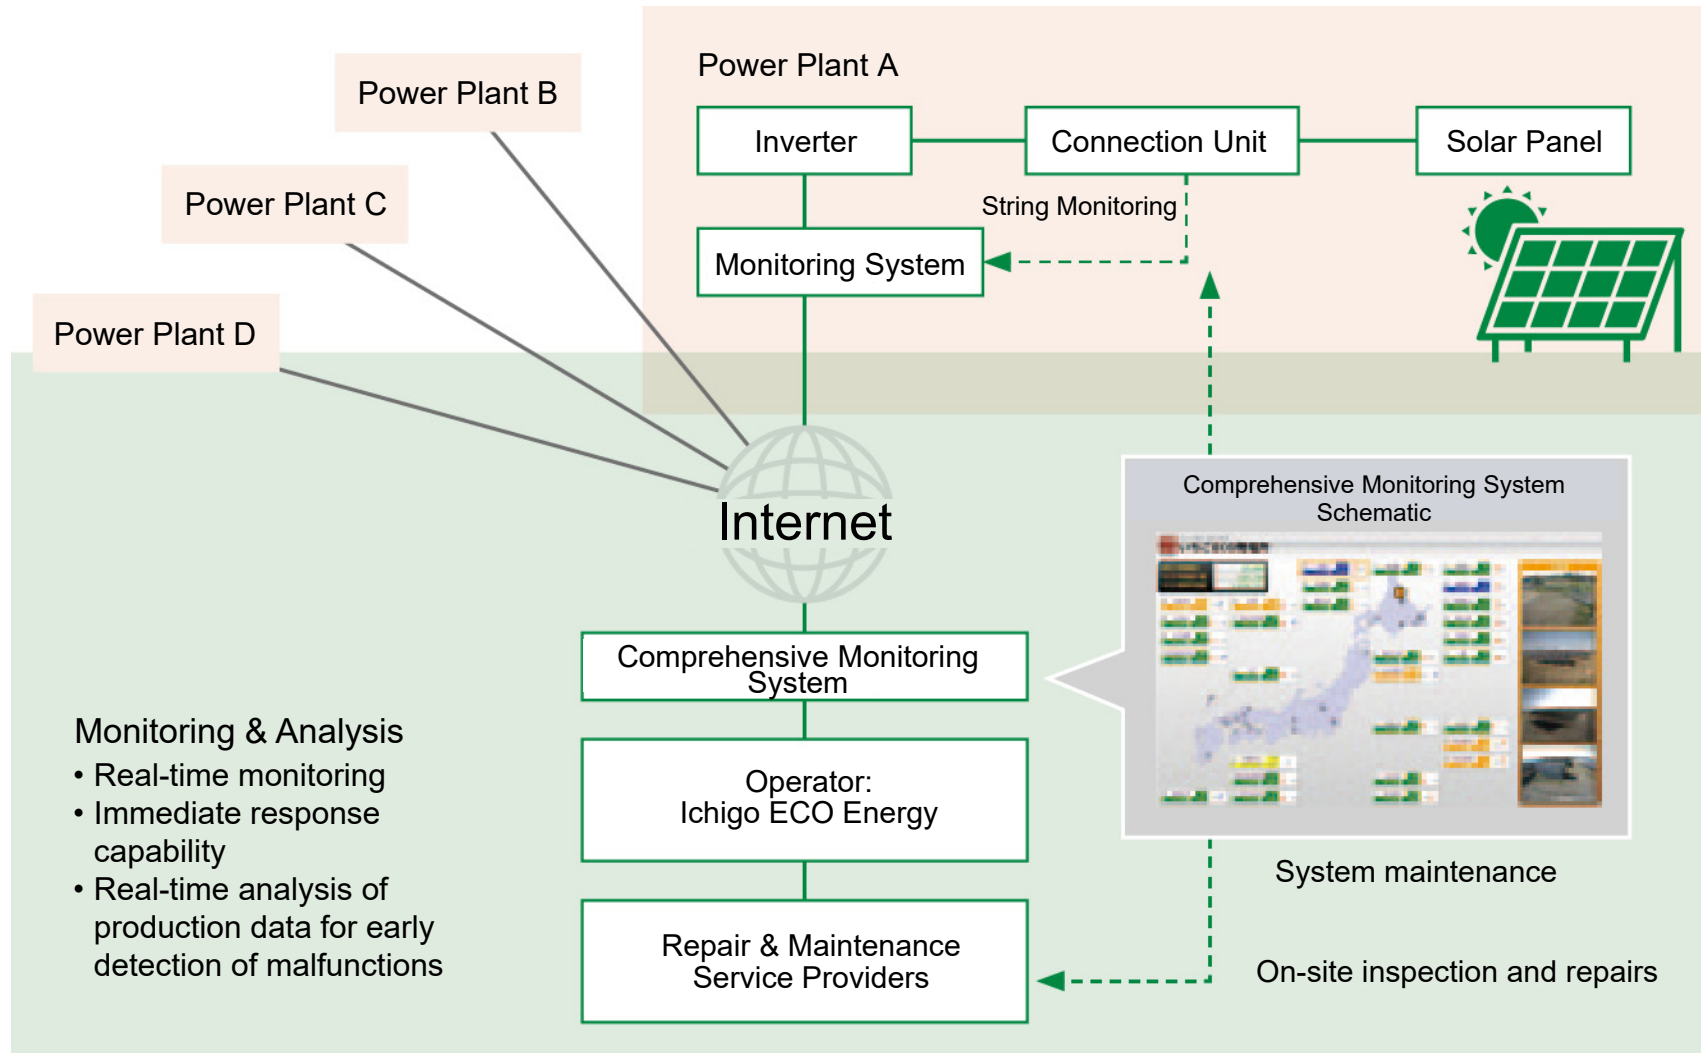 Power Plant A
Power Plant B
Inverter
Connection Unit
Solar Panel
Power Plant C
String Monitoring
Monitoring System
Power Plant D
Internet
Comprehensive Monitoring System
Schematic
Comprehensive Monitoring
System
Monitoring & Analysis
• Real-time monitoring
• Immediate response
capability
• Real-time analysis of
production data for early
detection of malfunctions
Operator:
Ichigo ECO Energy
Repair & Maintenance
Service Providers
System maintenance
On-site inspection and repairs